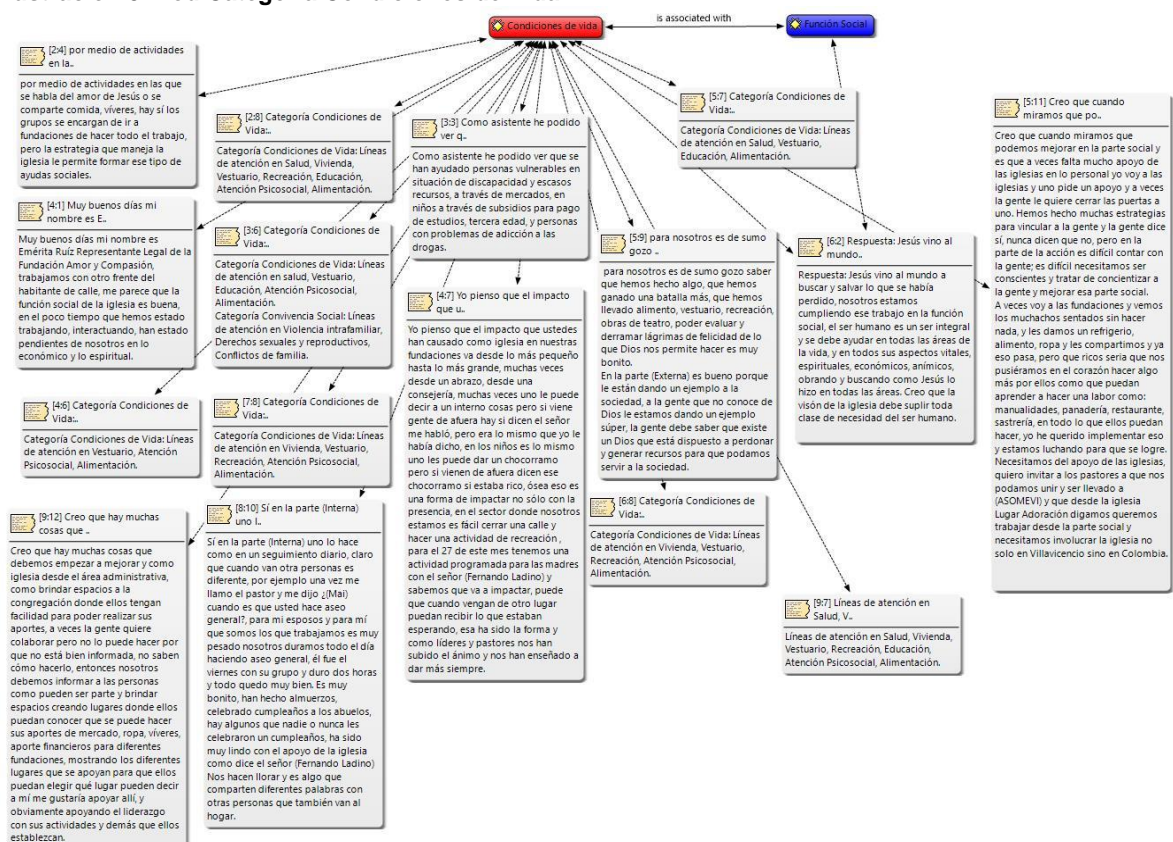 Condiciones de vida
is associated with
Función Social
[2:4] por medio de actividades
en la..
por medio de actividades en las que
se habla del amor de Jesús o se
comparte comida, víveres, hay sí los
grupos se encargan de ir a
fundaciones de hacer todo el trabajo,
pero la estrategia que maneja la
iglesia le permite formar ese tipo de
ayudas sociales.
[2:8] Categoría Condiciones de
Vida:..
Categoría Condiciones de Vida: Líneas
de atención en Salud, Vivienda,
Vestuario, Recreación, Educación,
Atención Psicosocial, Alimentación.
[3:3] Como asistente he podido
ver q..
Como asistente he podido ver que se
han ayudado personas vulnerables en
situación de discapacidad y escasos
recursos, a través de mercados, en
niños a través de subsidios para pago
de estudios, tercera edad, y personas
con problemas de adicción a las
drogas.
[5:7] Categoría Condiciones de
Vida:..
Categoría Condiciones de Vida: Líneas
de atención en Salud, Vestuario,
Educación, Alimentación.
[5:11] Creo que cuando
miramos que po..
Creo que cuando miramos que
podemos mejorar en la parte social y
es que a veces falta mucho apoyo de
las iglesias en lo personal yo voy a las
iglesias y uno pide un apoyo y a veces
la gente le quiere cerrar las puertas a
uno. Hemos hecho muchas estrategias
para vincular a la gente y la gente dice
sí, nunca dicen que no, pero en la
parte de la acción es difícil contar con
la gente; es difícil necesitamos ser
conscientes y tratar de concientizar a
la gente y mejorar esa parte social.
A veces voy a las fundaciones y vemos
los muchachos sentados sin hacer
nada, y les damos un refrigerio,
alimento, ropa y les compartimos y ya
eso pasa, pero que ricos seria que nos
pusiéramos en el corazón hacer algo
más por ellos como que puedan
aprender a hacer una labor como:
manualidades, panadería, restaurante,
sastrería, en todo lo que ellos puedan
hacer, yo he querido implementar eso
y estamos luchando para que se logre.
Necesitamos del apoyo de las iglesias,
quiero invitar a los pastores a que nos
podamos unir y ser llevado a
(ASOMEVI) y que desde la iglesia
Lugar Adoración digamos queremos
trabajar desde la parte social y
necesitamos involucrar la iglesia no
solo en Villavicencio sino en Colombia.
[4:1] Muy buenos días mi
nombre es E..
Muy buenos días mi nombre es
Emérita Ruíz Representante Legal de la
Fundación Amor y Compasión,
trabajamos con otro frente del
habitante de calle, me parece que la
función social de la iglesia es buena,
en el poco tiempo que hemos estado
trabajando, interactuando, han estado
pendientes de nosotros en lo
económico y lo espiritual.
[3:6] Categoría Condiciones de
Vida:..
Categoría Condiciones de Vida: Líneas
de atención en salud, Vestuario,
Educación, Atención Psicosocial,
Alimentación.
Categoría Convivencia Social: Líneas
de atención en Violencia intrafamiliar,
Derechos sexuales y reproductivos,
Conflictos de familia.
[4:7] Yo pienso que el impacto
que u..
Yo pienso que el impacto que ustedes
han causado como iglesia en nuestras
fundaciones va desde lo más pequeño
hasta lo más grande, muchas veces
desde un abrazo, desde una
consejería, muches veces uno le puede
decir a un interno cosas pero si viene
gente de afuera hay si dicen el señor
me habló, pero era lo mismo que yo le
había dicho, en los niños es lo mismo
uno les puede dar un chocorramo
pero si vienen de afuera dicen ese
chocorramo si estaba rico, ósea eso es
una forma de impactar no sólo con la
presencia, en el sector donde nosotros
estamos es fácil cerrar una calle y
hacer una actividad de recreación ,
para el 27 de este mes tenemos una
actividad programada para las madres
con el señor (Fernando Ladino) y
sabemos que va a impactar, puede
que cuando vengan de otro lugar
puedan recibir lo que estaban
esperando, esa ha sido la forma y
como líderes y pastores nos han
subido el ánimo y nos han enseñado a
dar más siempre.
[5:9] para nosotros es de sumo
gozo ..
para nosotros es de sumo gozo saber
que hemos hecho algo, que hemos
ganado una batalla más, que hemos
llevado alimento, vestuario, recreación,
obras de teatro, poder evaluar y
derramar lágrimas de felicidad de lo
que Dios nos permite hacer es muy
bonito.
En la parte (Externa) es bueno porque
le están dando un ejemplo a la
sociedad, a la gente que no conoce de
Dios le estamos dando un ejemplo
súper, la gente debe saber que existe
un Dios que está dispuesto a perdonar
y generar recursos para que podamos
servir a la sociedad.
[6:2] Respuesta: Jesús vino al
mundo..
Respuesta: Jesús vino al mundo a
buscar y salvar lo que se había
perdido, nosotros estamos
cumpliendo ese trabajo en la función
social, el ser humano es un ser integral
y se debe ayudar en todas las áreas de
la vida, y en todos sus aspectos vitales,
espirituales, económicos, anímicos,
obrando y buscando como Jesús lo
hizo en todas las áreas. Creo que la
visón de la iglesia debe suplir toda
clase de necesidad del ser humano.
[4:6] Categoría Condiciones de
Vida:..
Categoría Condiciones de Vida: Líneas
de atención en Vestuario, Atención
Psicosocial, Alimentación.
[7:8] Categoría Condiciones de
Vida:..
Categoría Condiciones de Vida: Líneas
de atención en Vivienda, Vestuario,
Recreación, Atención Psicosocial,
Alimentación.
[6:8] Categoría Condiciones de
Vida:..
Categoría Condiciones de Vida: Líneas
de atención en Vivienda, Vestuario,
Recreación, Atención Psicosocial,
Alimentación.
[9:12] Creo que hay muchas
cosas que ..
Creo que hay muchas cosas que
debemos empezar a mejorar y como
iglesia desde el área administrativa,
como brindar espacios a la
congregación donde ellos tengan
facilidad para poder realizar sus
aportes, a veces la gente quiere
colaborar pero no lo puede hacer por
que no está bien informada, no saben
cómo hacerlo, entonces nosotros
debemos informar a las personas
como pueden ser parte y brindar
espacios creando lugares donde ellos
puedan conocer que se puede hacer
sus aportes de mercado, ropa, víveres,
aporte financieros para diferentes
fundaciones, mostrando los diferentes
lugares que se apoyan para que ellos
puedan elegir qué lugar pueden decir
a mí me gustaría apoyar allí, y
obviamente apoyando el liderazgo
con sus actividades y demás que ellos
establezcan.
[8:10] Sí en la parte (Interna)
uno l..
Sí en la parte (Interna) uno lo hace
como en un seguimiento diario, claro
que cuando van otra personas es
diferente, por ejemplo una vez me
llamo el pastor y me dijo ¿(Mai)
cuando es que usted hace aseo
general?, para mi esposos y para mí
que somos los que trabajamos es muy
pesado nosotros duramos todo el día
haciendo aseo general, él fue el
viernes con su grupo y duro dos horas
y todo quedo muy bien. Es muy
bonito, han hecho almuerzos,
celebrado cumpleaños a los abuelos,
hay algunos que nadie o nunca les
celebraron un cumpleaños, ha sido
muy lindo con el apoyo de la iglesia
como dice el señor (Fernando Ladino)
Nos hacen llorar y es algo que
comparten diferentes palabras con
otras personas que también van al
hogar.
[9:7] Líneas de atención en
Salud, V..
Líneas de atención en Salud, Vivienda,
Vestuario, Recreación, Educación,
Atención Psicosocial, Alimentación.